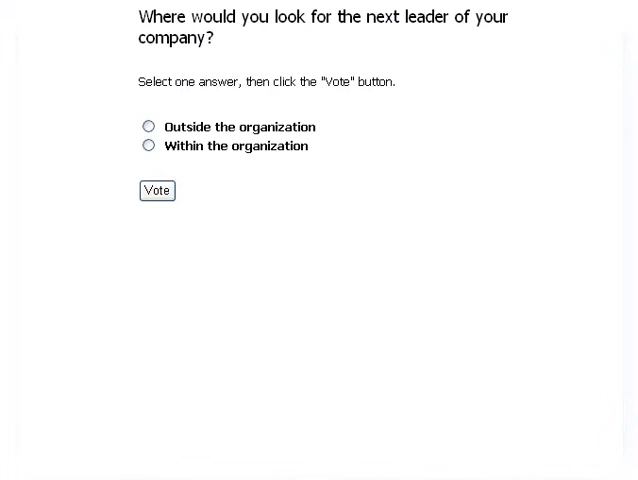 Where would you look for the next leader of your
company?
Select one answer, then click the "Vote" button.
Outside the organization
Within the organization
Vote